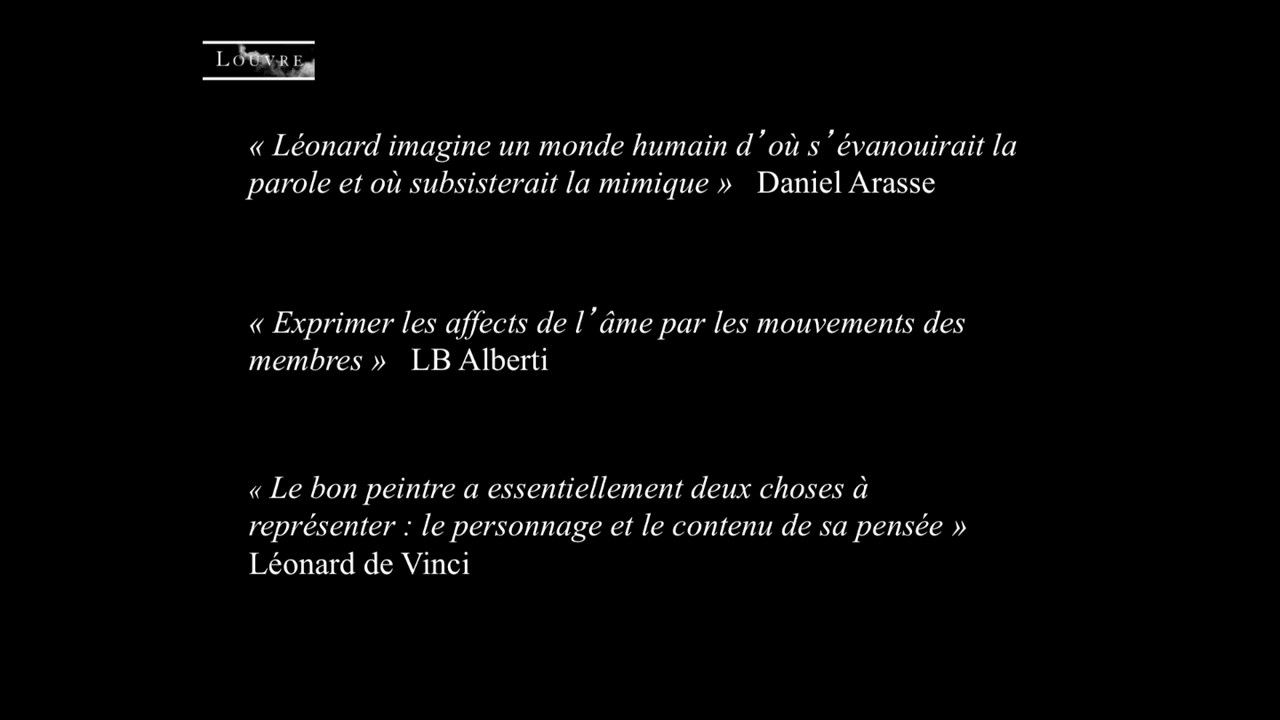 LOUVRE
« Léonard imagine un monde humain d’où s’évanouirait la
parole et où subsisterait la mimique » Daniel Arasse
« Exprimer les affects de l’âme par les mouvements des
membres » LB Alberti
« Le bon peintre a essentiellement deux choses à
représenter : le personnage et le contenu de sa pensée »
Léonard de Vinci